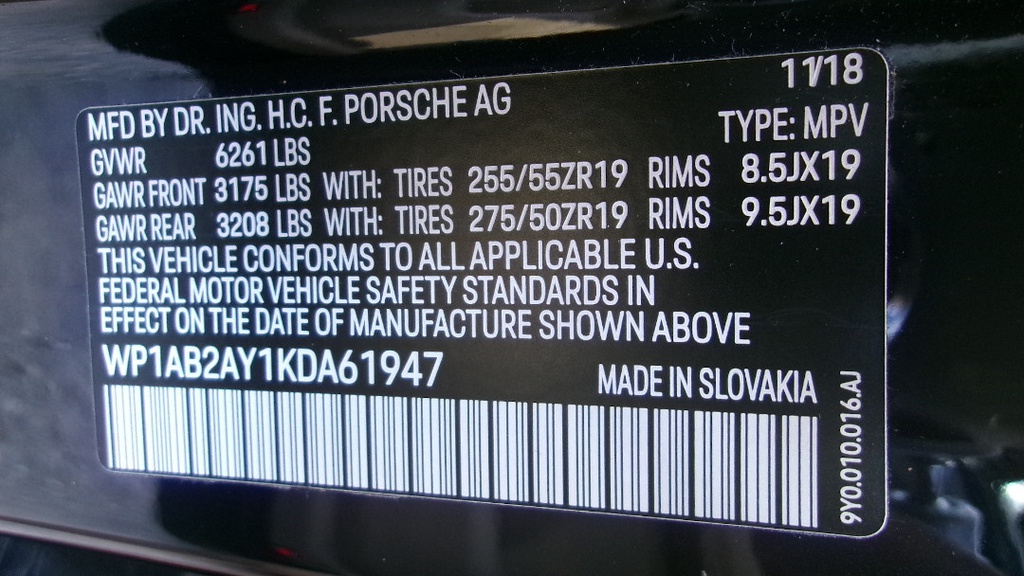 11/18
MFD BY DR. ING. H.C. F. PORSCHE AG
TYPE: MPV
GVWR 6261 LBS
GAWR FRONT 3175 LBS WITH: TIRES 255/55ZR19 RIMS 8.5JX19
GAWR REAR 3208 LBS WITH: TIRES 275/50ZR19 RIMS 9.5JX19
THIS VEHICLE CONFORMS TO ALL APPLICABLE U.S.
FEDERAL MOTOR VEHICLE SAFETY STANDARDS IN
EFFECT ON THE DATE OF MANUFACTURE SHOWN ABOVE
WP1AB2AY1KDA61947
MADE IN SLOVAKIA
9Y0.010.016.AJ